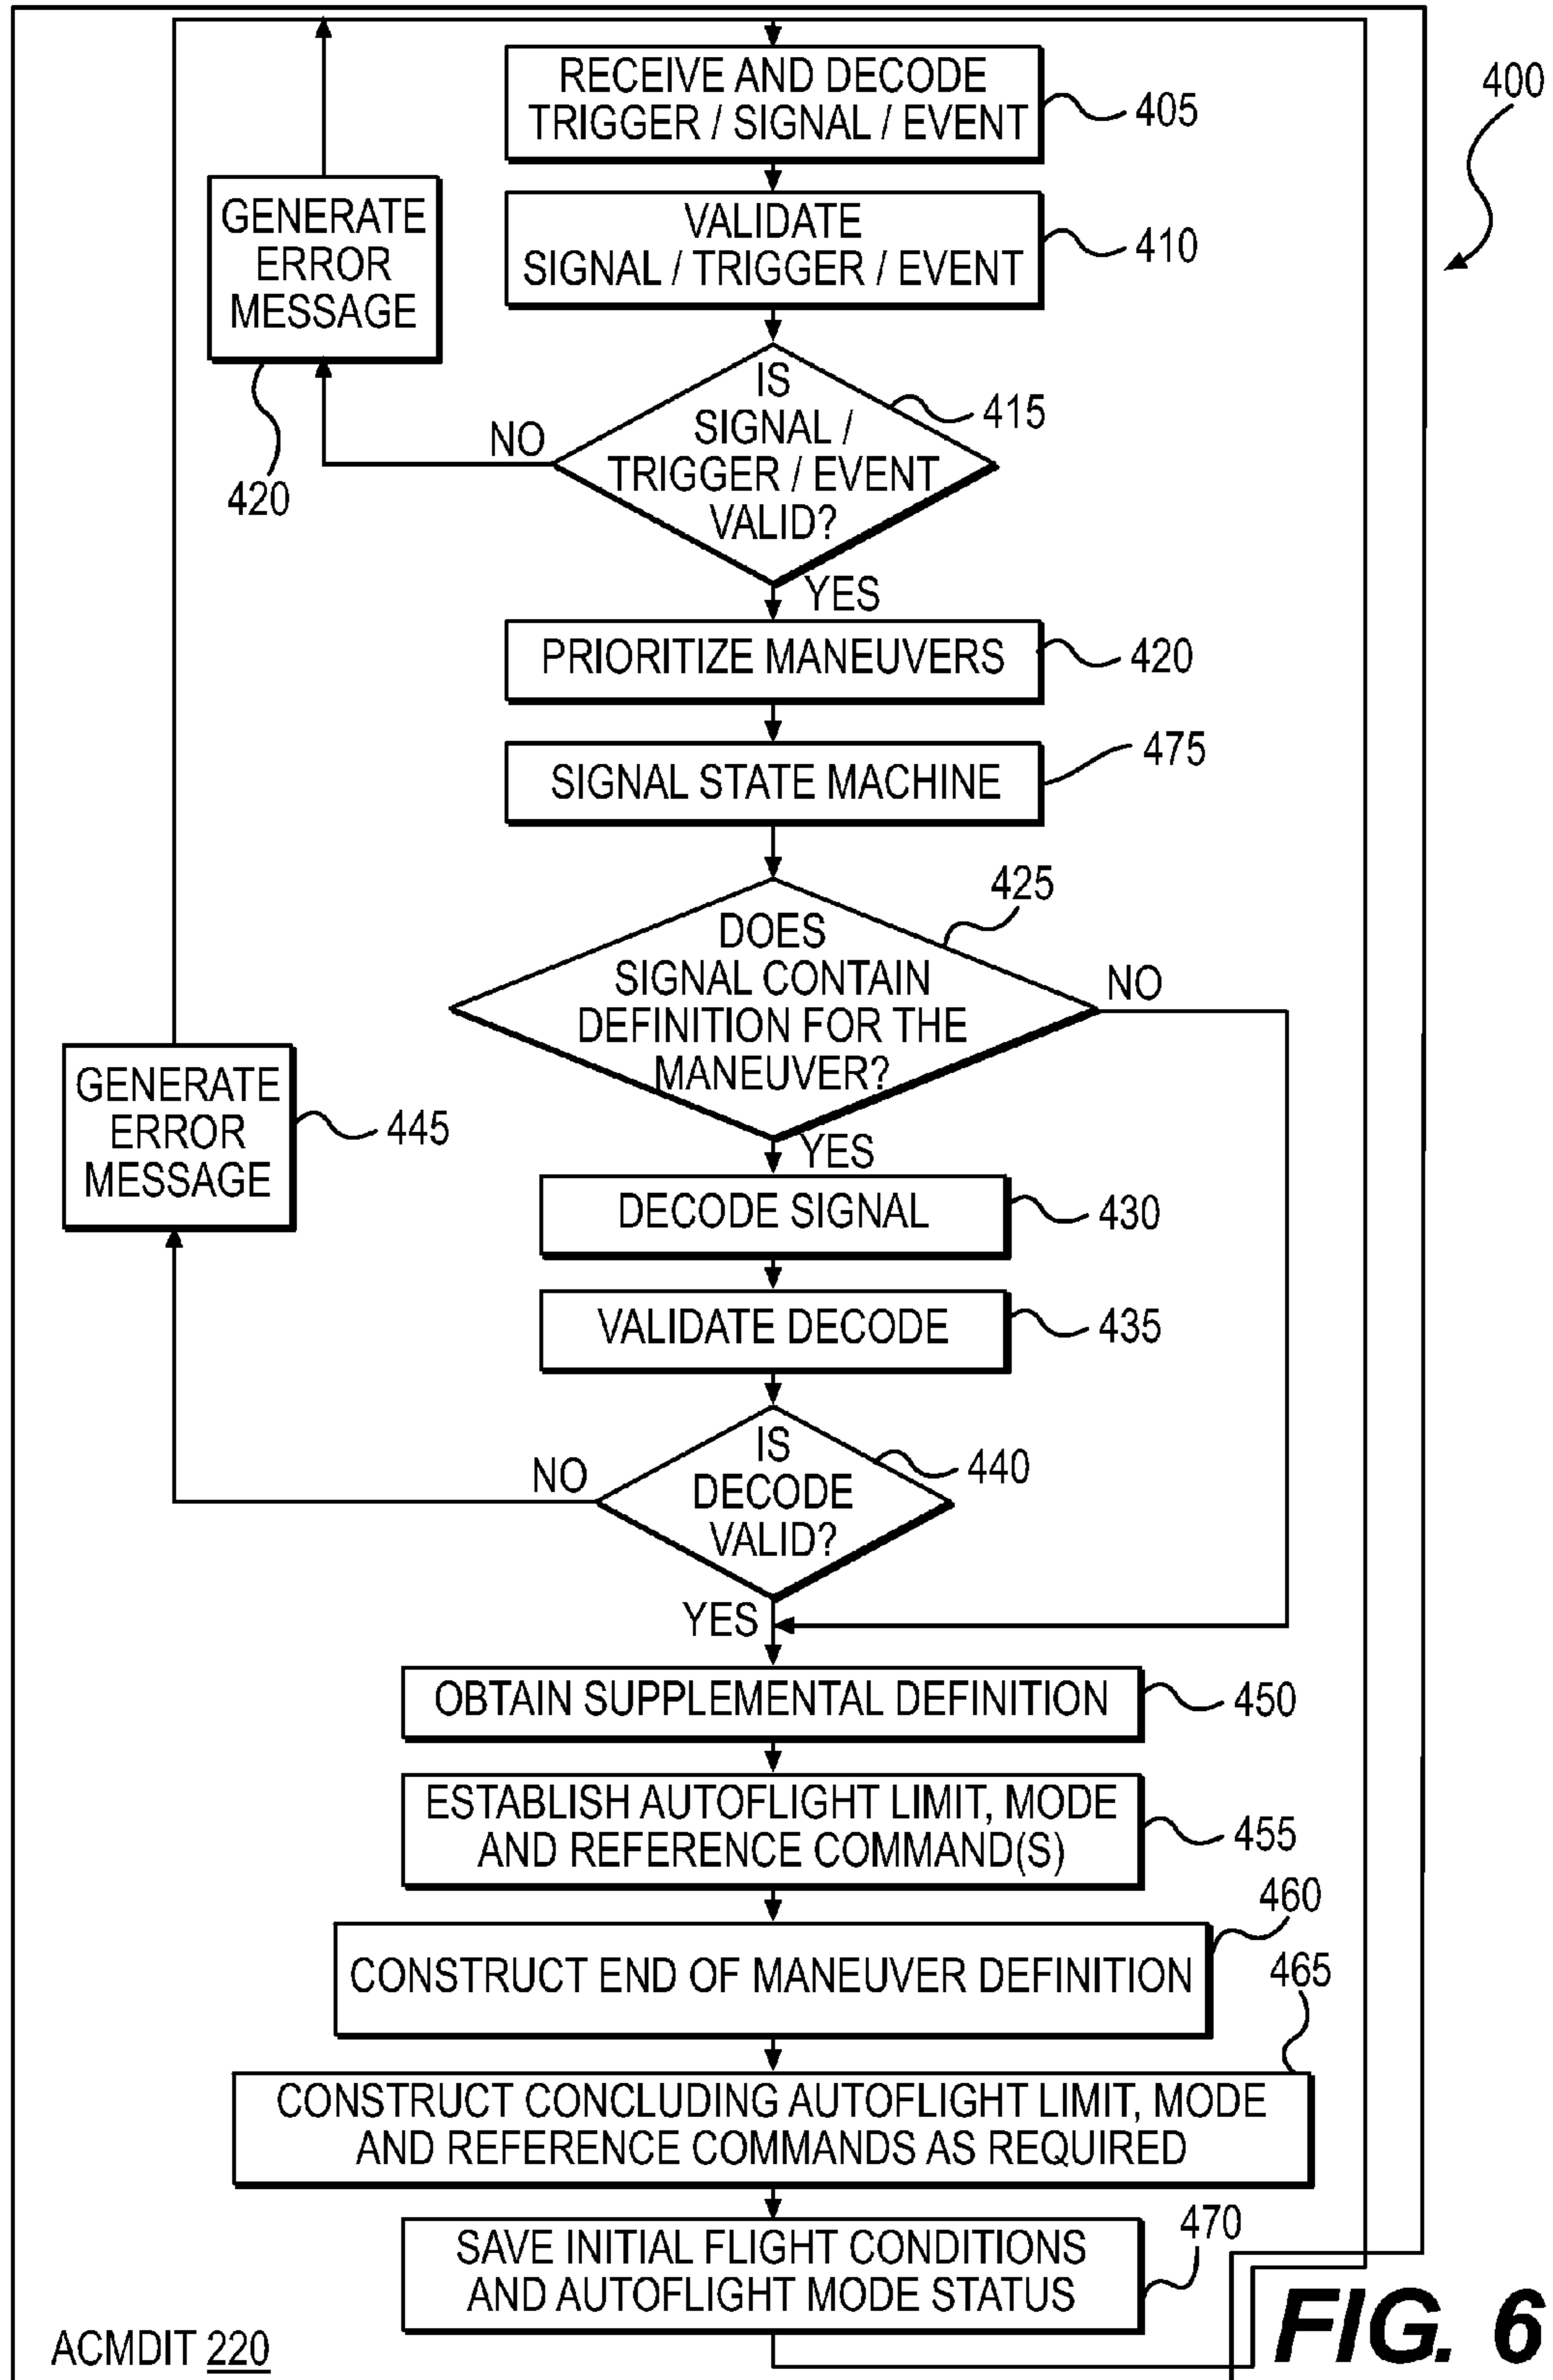 400
RECEIVE AND DECODE
TRIGGER / SIGNAL / EVENT
405
GENERATE
ERROR
MESSAGE
420
VALIDATE
SIGNAL / TRIGGER / EVENT
410
IS
SIGNAL /
TRIGGER / EVENT
VALID?
415
NO
YES
PRIORITIZE MANEUVERS
420
SIGNAL STATE MACHINE
475
DOES
SIGNAL CONTAIN
DEFINITION FOR THE
MANEUVER?
425
NO
YES
GENERATE
ERROR
MESSAGE
445
DECODE SIGNAL
430
VALIDATE DECODE
435
IS
DECODE
VALID?
440
NO
YES
OBTAIN SUPPLEMENTAL DEFINITION
450
ESTABLISH AUTOFLIGHT LIMIT, MODE
AND REFERENCE COMMAND(S)
455
CONSTRUCT END OF MANEUVER DEFINITION
460
CONSTRUCT CONCLUDING AUTOFLIGHT LIMIT, MODE
AND REFERENCE COMMANDS AS REQUIRED
465
SAVE INITIAL FLIGHT CONDITIONS
AND AUTOFLIGHT MODE STATUS
470
ACMDIT 220
FIG. 6